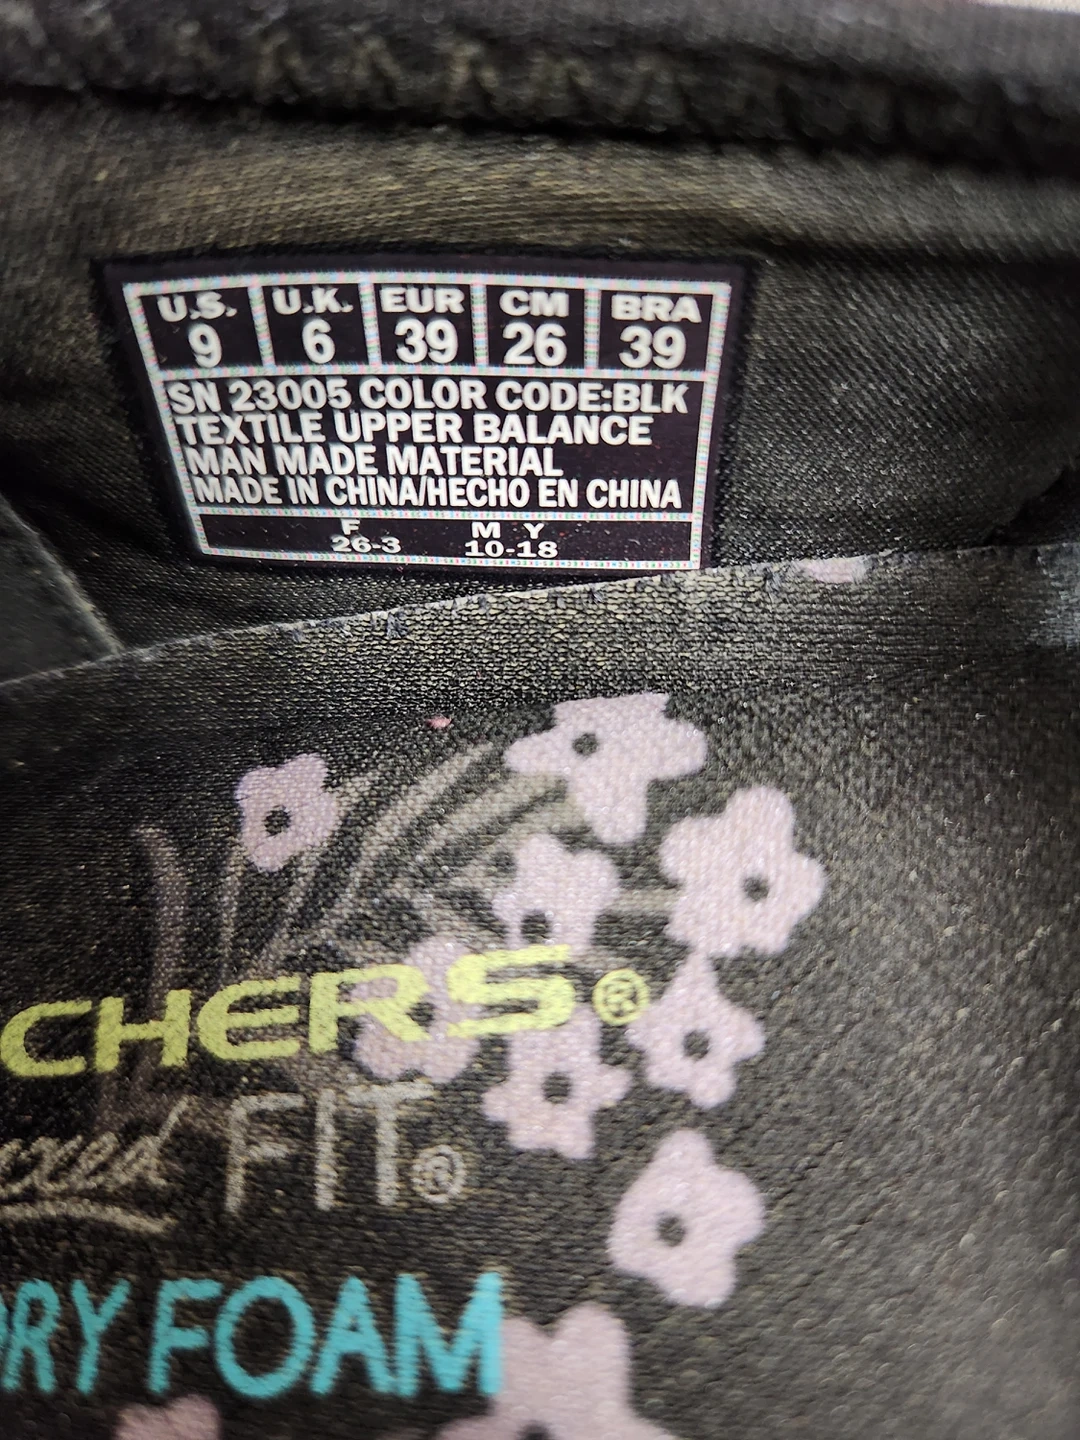 U.S. U.K. EUR CM BRA
9 6 39 26 39
SN 23005 COLOR CODE:BLK
TEXTILE UPPER BALANCE
MAN MADE MATERIAL
MADE IN CHINA/HECHO EN CHINA
F M Y
26-3 10-18
CHERS®
FIT®
ORY FOAM